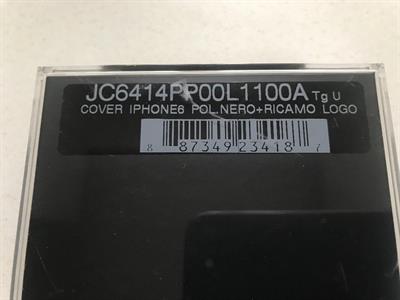 JC6414PP00L1100A Tg U
COVER IPHONE6 POL.NERO+RICAMO LOGO
8 87349 23418 7